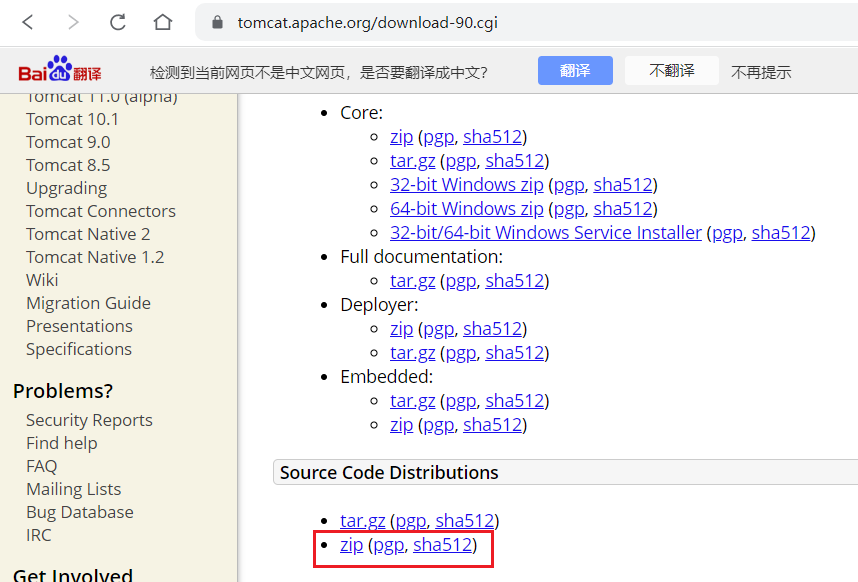 tomcat.apache.org/download-90.cgi
Bai du 翻译 检测到当前网页不是中文网页，是否要翻译成中文？ 翻译 不翻译 不再提示
Tomcat 11.0 (alpha)
Tomcat 10.1
Tomcat 9.0
Tomcat 8.5
Upgrading
Tomcat Connectors
Tomcat Native 2
Tomcat Native 1.2
Wiki
Migration Guide
Presentations
Specifications
Problems?
Security Reports
Find help
FAQ
Mailing Lists
Bug Database
IRC
Get Involved
Core:
zip (pgp, sha512)
tar.gz (pgp, sha512)
32-bit Windows zip (pgp, sha512)
64-bit Windows zip (pgp, sha512)
32-bit/64-bit Windows Service Installer (pgp, sha512)
Full documentation:
tar.gz (pgp, sha512)
Deployer:
zip (pgp, sha512)
tar.gz (pgp, sha512)
Embedded:
tar.gz (pgp, sha512)
zip (pgp, sha512)
Source Code Distributions
tar.gz (pgp, sha512)
zip (pgp, sha512)